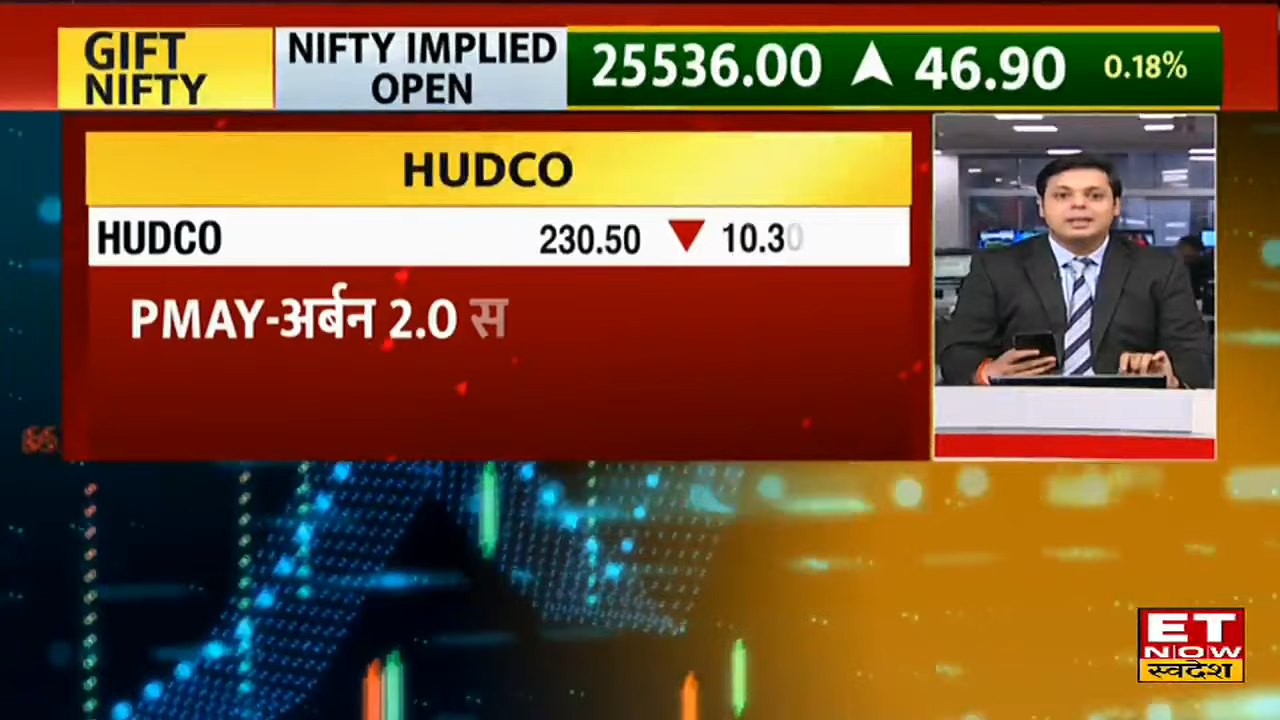 GIFT
NIFTY
NIFTY IMPLIED
OPEN
25536.00 46.90 0.18%
HUDCO
HUDCO 230.50 10.30
PMAY-अर्बन 2.0 स
ET
NOW
स्वदेश